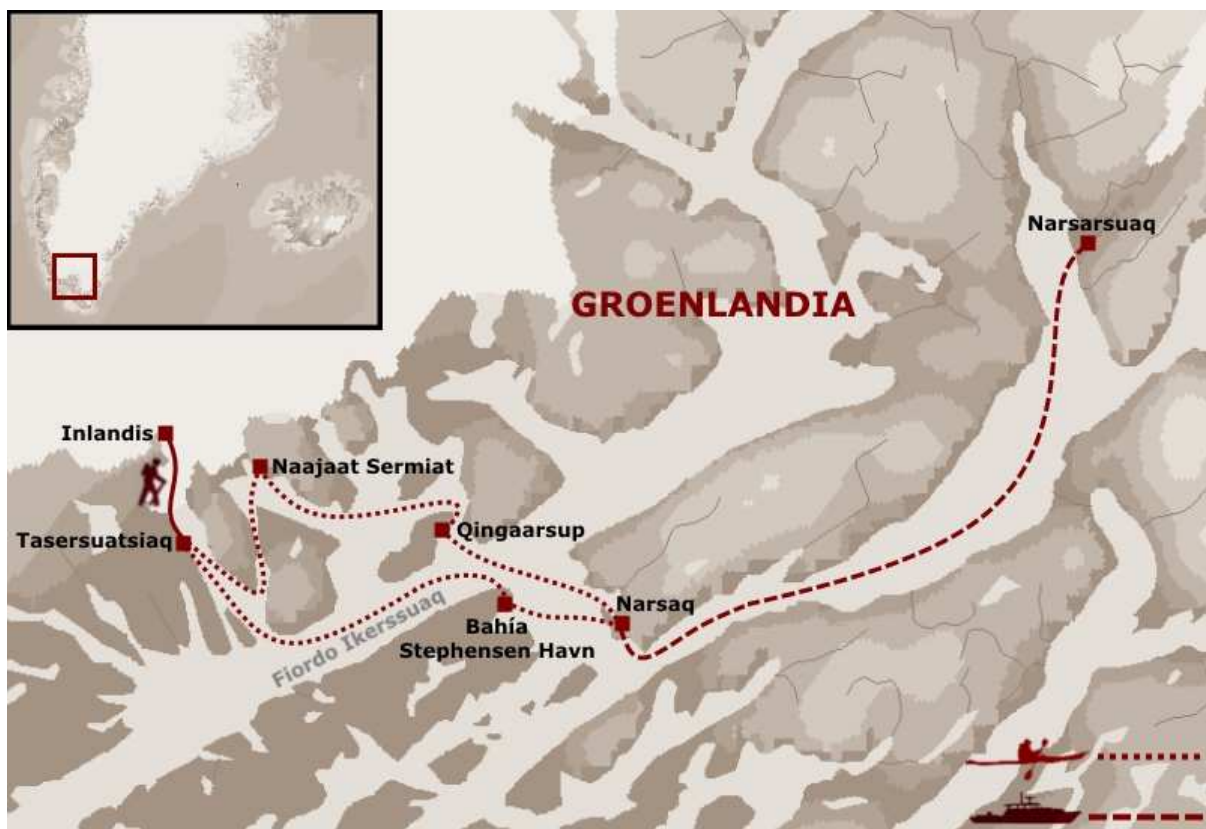 Narsarsuaq
GROENLANDIA
Inlandis
Naajaat Sermiat
Qingaarsup
Tasersuatsiaq
Narsaq
Bahía
Stephensen Havn
Fiordo Ikerssuaq